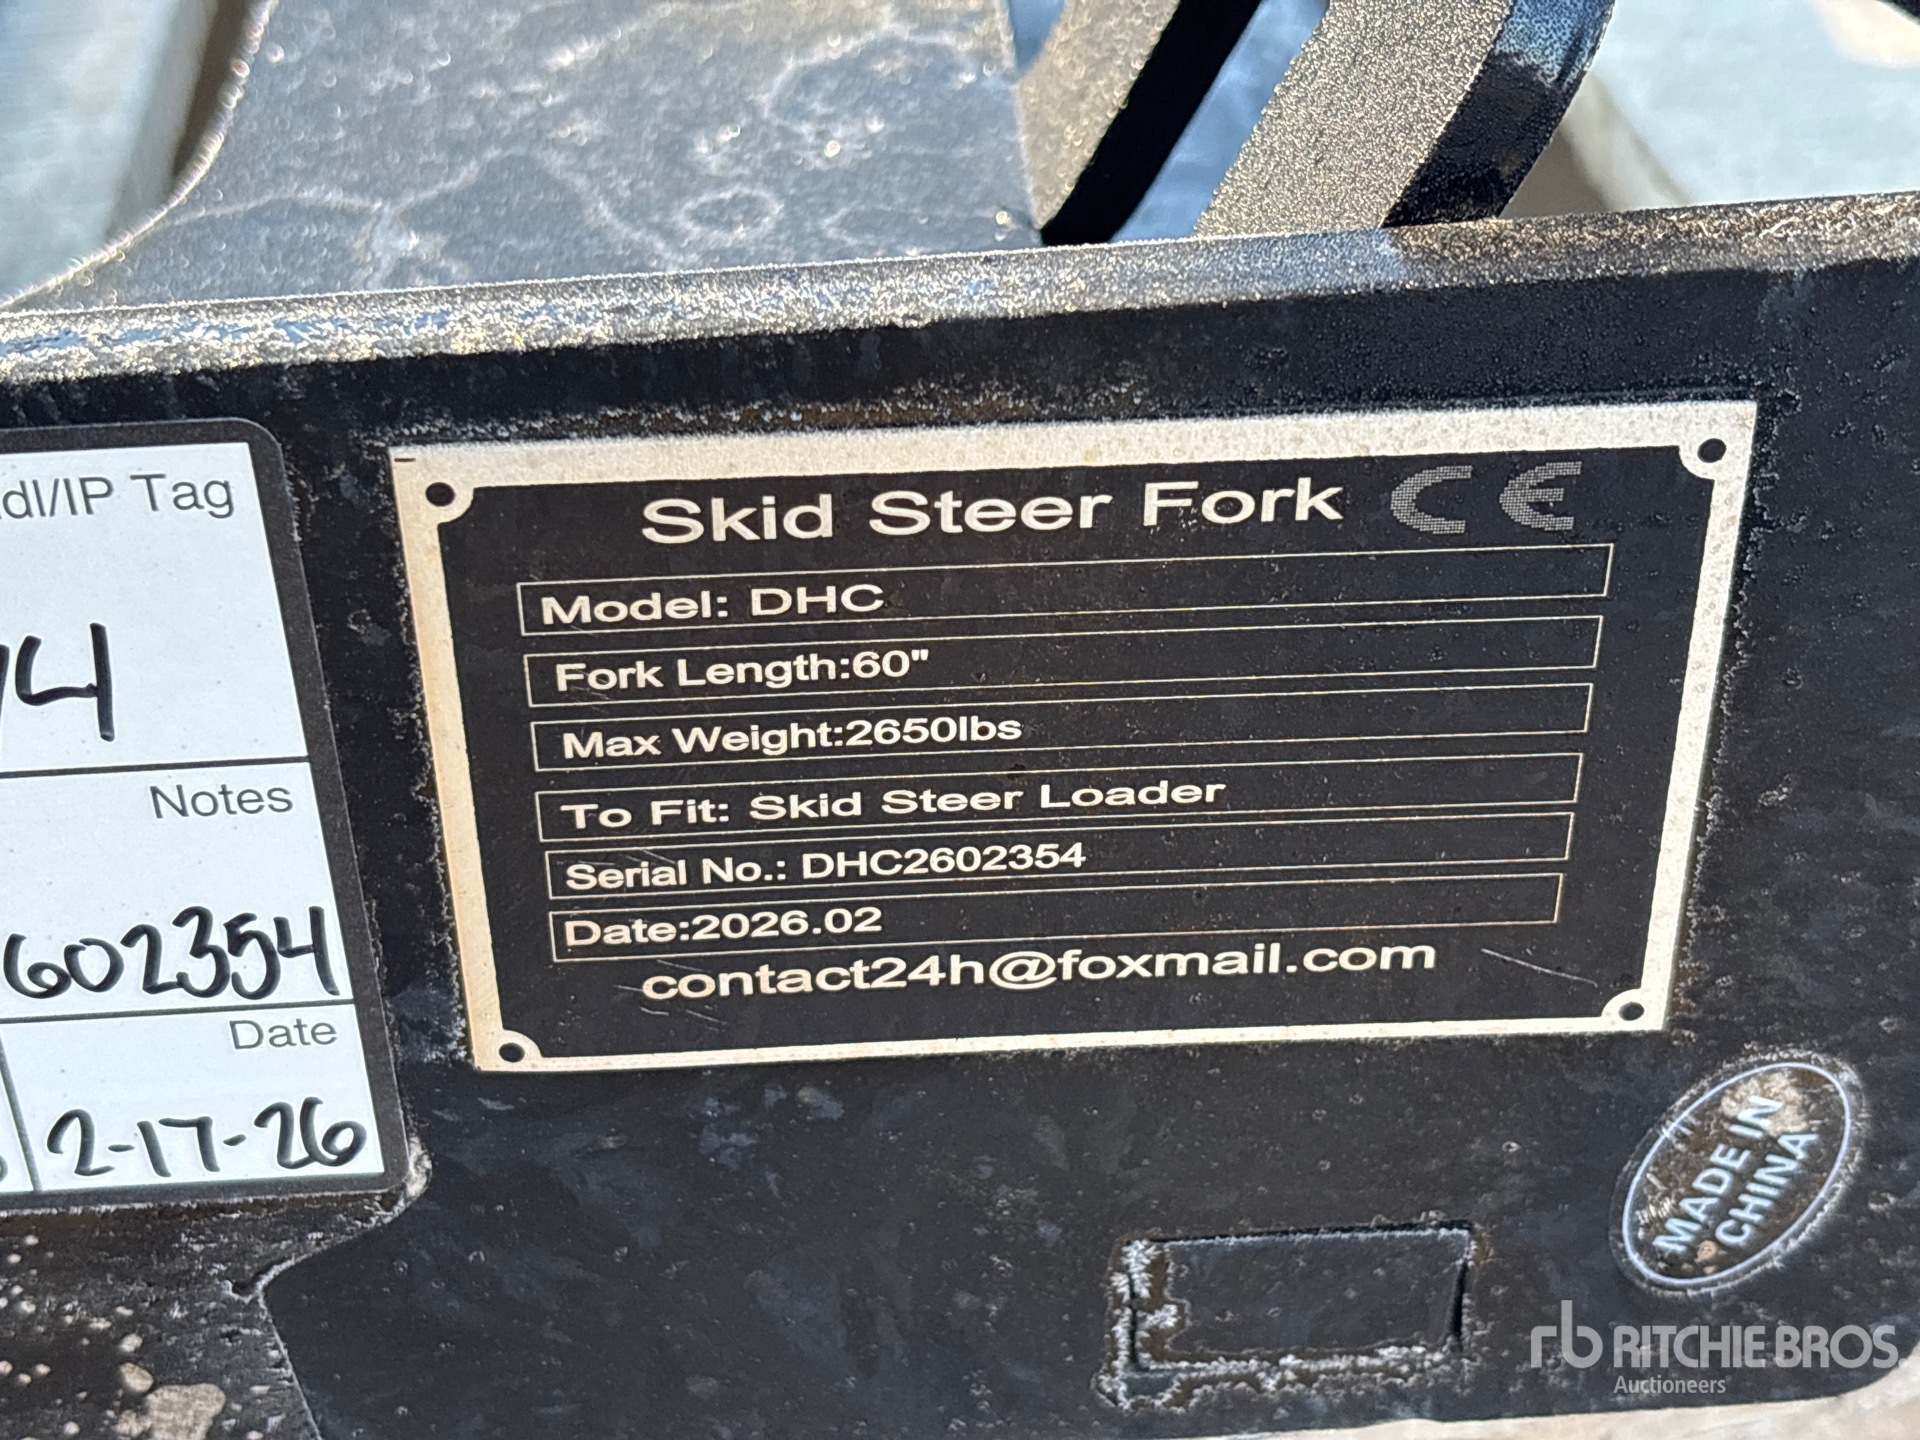 Tag
4
Notes
602354
Date
2-17-26
Skid Steer Fork CE
Model: DHC
Fork Length:60"
Max Weight:2650lbs
To Fit: Skid Steer Loader
Serial No.: DHC2602354
Date:2026.02
contact24h@foxmail.com
MADE IN
CHINA
rb RITCHIE BROS.
Auctioneers